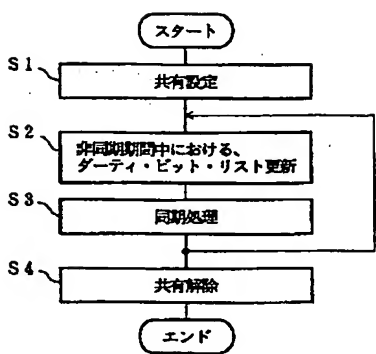 スタート
S1
共有設定
S2
非同期期間中における、
ダーティ・ビット・リスト更新
S3
同期処理
S4
共有解除
エンド